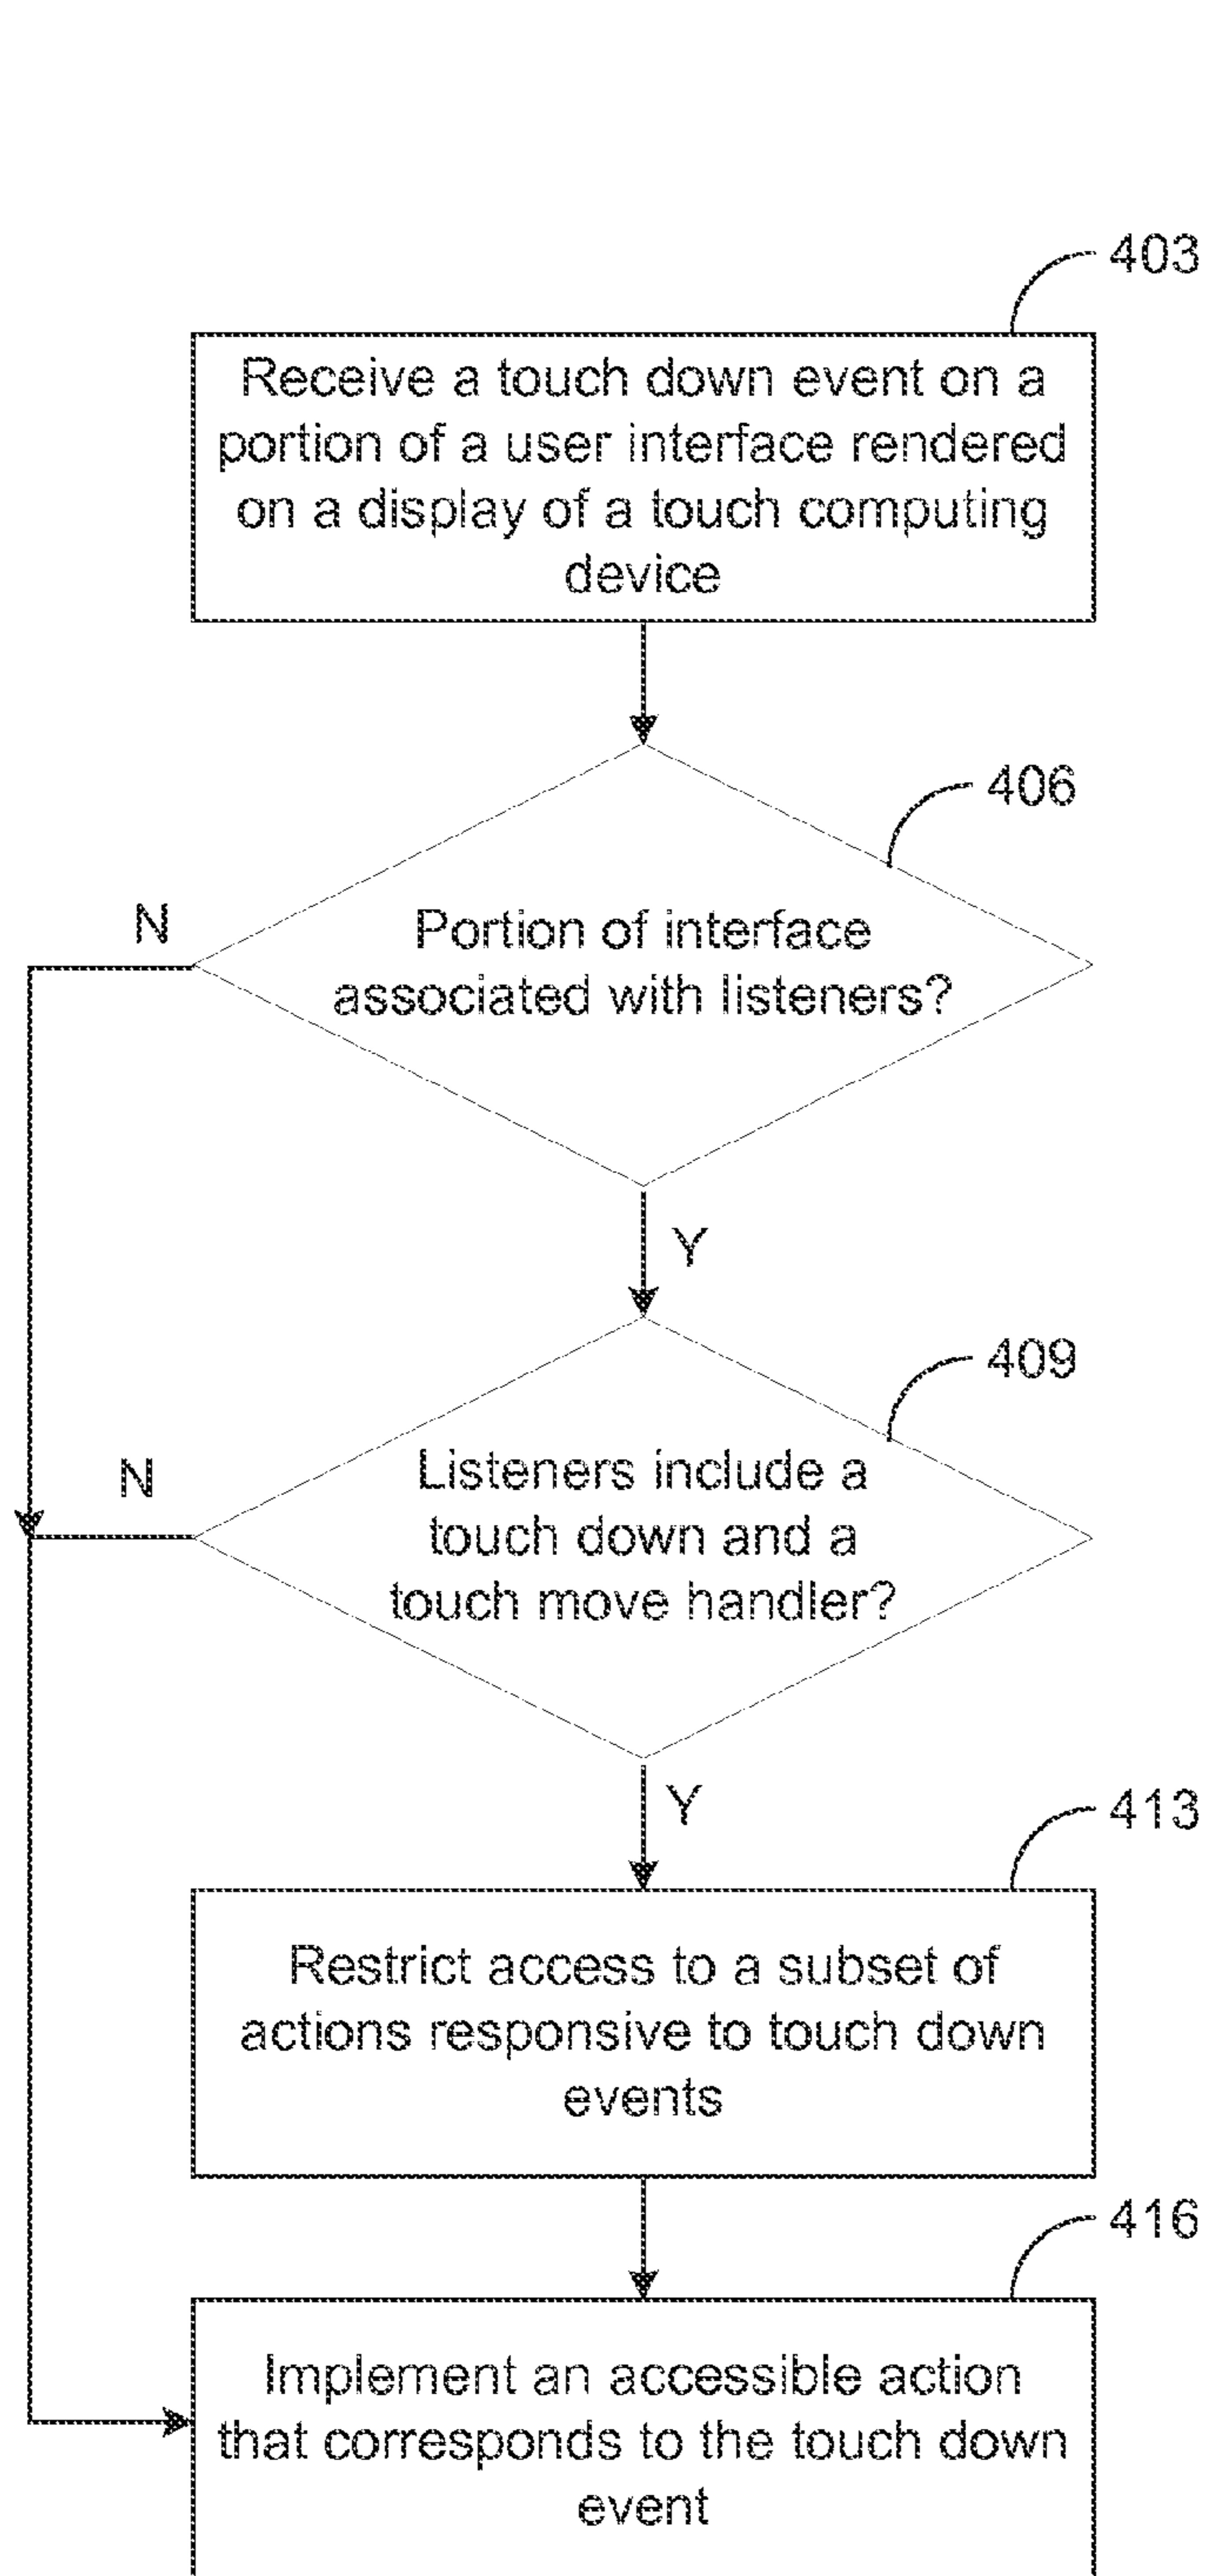 403
Receive a touch down event on a
portion of a user interface rendered
on a display of a touch computing
device
406
N
Portion of interface
associated with listeners?
Y
409
N
Listeners include a
touch down and a
touch move handler?
Y
413
Restrict access to a subset of
actions responsive to touch down
events
416
Implement an accessible action
that corresponds to the touch down
event